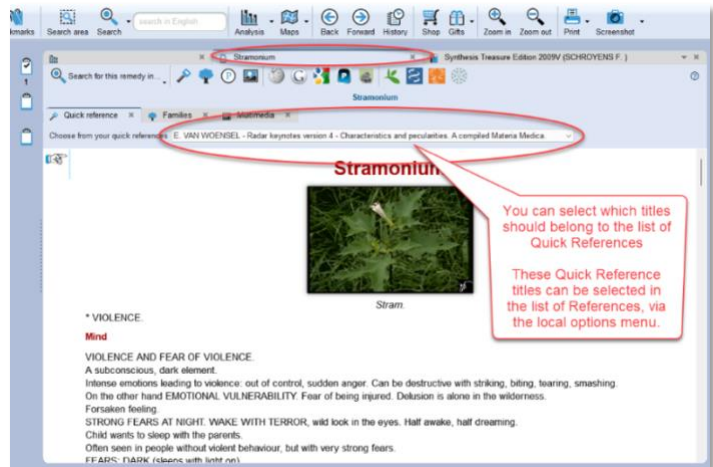 kmarks Search area Search search in English Analysis Maps Back Forward History Shop Gifts Zoom in Zoom out Print Screenshot
Stramonium Synthesis Treasure Edition 2009V (SCHROYENS F. )
1
Search for this remedy in...
Stramonium
Quick reference Families Multimedia
Choose from your quick references E. VAN WOENSEL - Radar keynotes version 4 - Characteristics and pecularities. A compiled Materia Medica.
Stramonium
You can select which titles
should belong to the list of
Quick References
These Quick Reference
titles can be selected in
the list of References, via
the local options menu.
Stram.
* VIOLENCE.
Mind
VIOLENCE AND FEAR OF VIOLENCE.
A subconscious, dark element.
Intense emotions leading to violence: out of control, sudden anger. Can be destructive with striking, biting, tearing, smashing.
On the other hand EMOTIONAL VULNERABILITY. Fear of being injured. Delusion is alone in the wilderness.
Forsaken feeling.
STRONG FEARS AT NIGHT. WAKE WITH TERROR, wild look in the eyes. Half awake, half dreaming.
Child wants to sleep with the parents.
Often seen in people without violent behaviour, but with very strong fears.
FEARS: DARK (sleeps with light on)